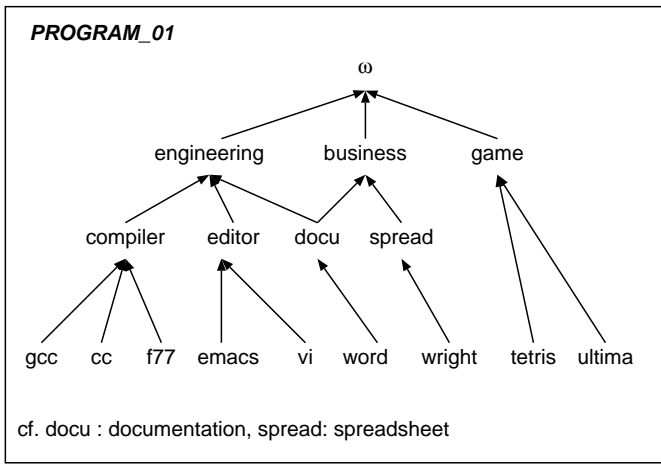 PROGRAM_01
ω
engineering business game
compiler editor docu spread
gcc cc f77 emacs vi word wright tetris ultima
cf. docu : documentation, spread: spreadsheet